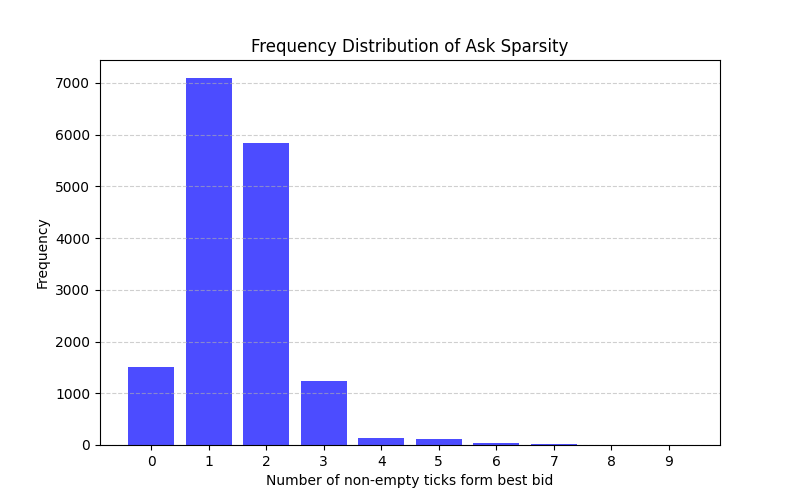 Frequency Distribution of Ask Sparsity
Frequency
7000
6000
5000
4000
3000
2000
1000
0
0 1 2 3 4 5 6 7 8 9
Number of non-empty ticks form best bid